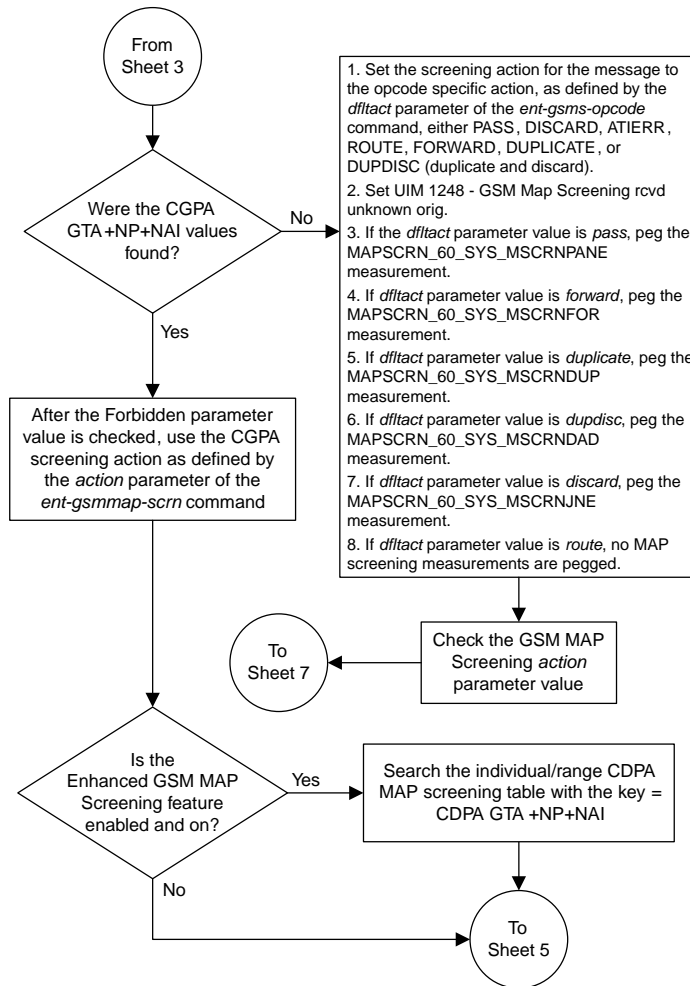 From
Sheet 3
Were the CGPA
GTA+NP+NAI values
found?
No
Yes
1. Set the screening action for the message to
the opcode specific action, as defined by the
dfltact parameter of the ent-gsms-opcode
command, either PASS, DISCARD, ATIERR,
ROUTE, FORWARD, DUPLICATE, or
DUPDISC (duplicate and discard).
2. Set UIM 1248 - GSM Map Screening rcvd
unknown orig.
3. If the dfltact parameter value is pass, peg the
MAPSCRN_60_SYS_MSCRNPANE
measurement.
4. If dfltact parameter value is forward, peg the
MAPSCRN_60_SYS_MSCRNFOR
measurement.
5. If dfltact parameter value is duplicate, peg the
MAPSCRN_60_SYS_MSCRNDUP
measurement.
6. If dfltact parameter value is dupdisc, peg the
MAPSCRN_60_SYS_MSCRNDAD
measurement.
7. If dfltact parameter value is discard, peg the
MAPSCRN_60_SYS_MSCRNJNE
measurement.
8. If dfltact parameter value is route, no MAP
screening measurements are pegged.
After the Forbidden parameter
value is checked, use the CGPA
screening action as defined by
the action parameter of the
ent-gsmmap-scrn command
Check the GSM MAP
Screening action
parameter value
To
Sheet 7
Is the
Enhanced GSM MAP
Screening feature
enabled and on?
Yes
No
Search the individual/range CDPA
MAP screening table with the key =
CDPA GTA +NP+NAI
To
Sheet 5